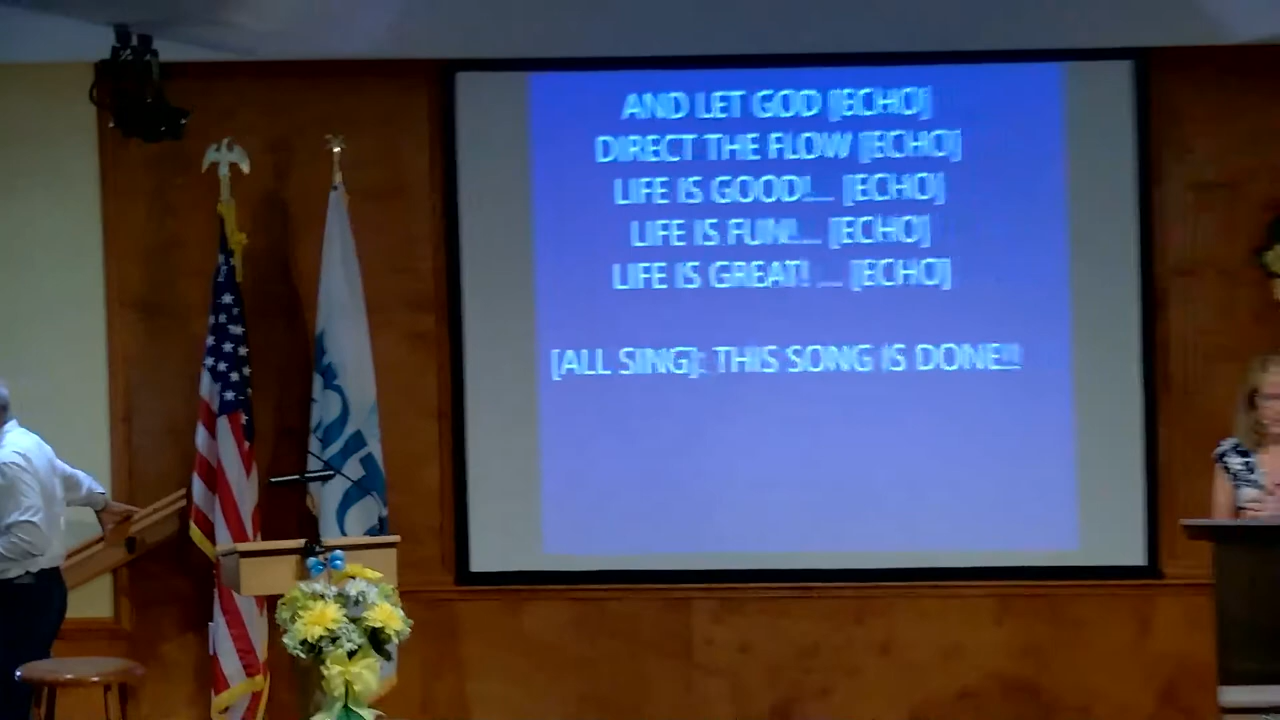 AND LET GOD [ECHO]
DIRECT THE FLOW [ECHO]
LIFE IS GOOD!... [ECHO]
LIFE IS FUN!... [ECHO]
LIFE IS GREAT! ... [ECHO]
[ALL SING]: THIS SONG IS DONE!!